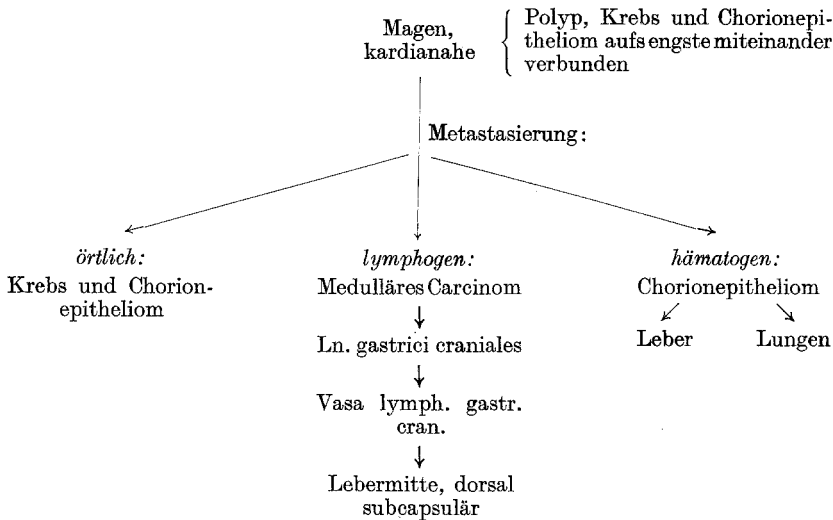 Magen,
kardianahe
Polyp, Krebs und Chorionepi-
theliom aufs engste miteinander
verbunden
Metastasierung:
örtlich:
Krebs und Chorion-
epitheliom
lymphogen:
Medulläres Carcinom
Ln. gastrici craniales
Vasa lymph. gastr.
cran.
Lebermitte, dorsal
subcapsulär
hämatogen:
Chorionepitheliom
Leber Lungen